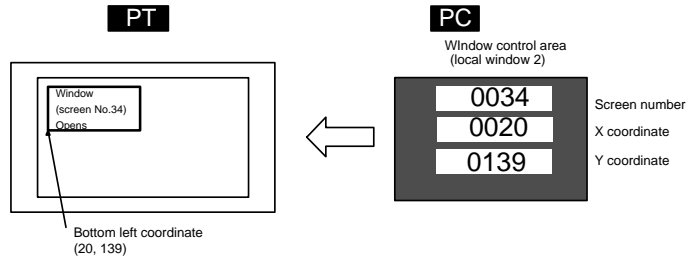 PT
PC
WIndow control area
(local window 2)
Window
(screen No.34)
Opens
0034
Screen number
0020
X coordinate
0139
Y coordinate
Bottom left coordinate
(20, 139)